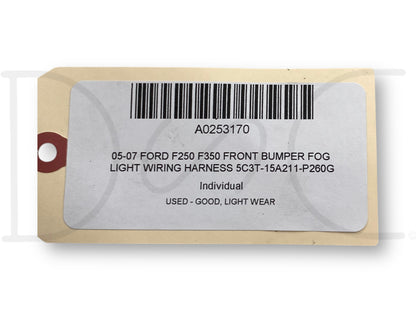 A0253170
05-07 FORD F250 F350 FRONT BUMPER FOG
LIGHT WIRING HARNESS 5C3T-15A211-P260G
Individual
USED - GOOD, LIGHT WEAR